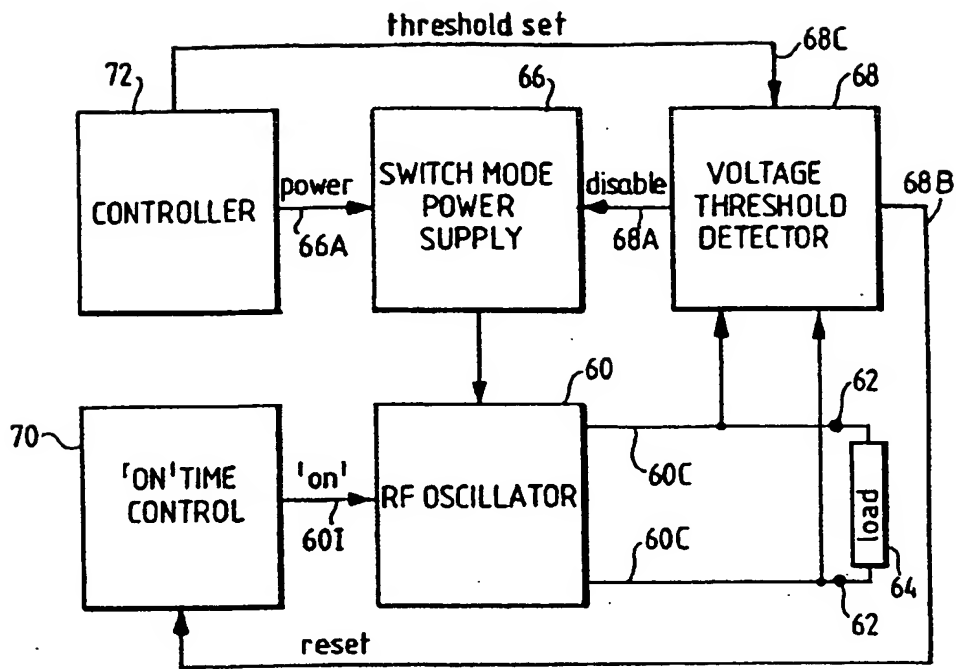 threshold set
68C
72
66
68
CONTROLLER
power
66A
SWITCH MODE
POWER
SUPPLY
disable
68A
VOLTAGE
THRESHOLD
DETECTOR
68B
60
62
70
'ON' TIME
CONTROL
'on'
60I
RF OSCILLATOR
60C
60C
load
64
62
reset